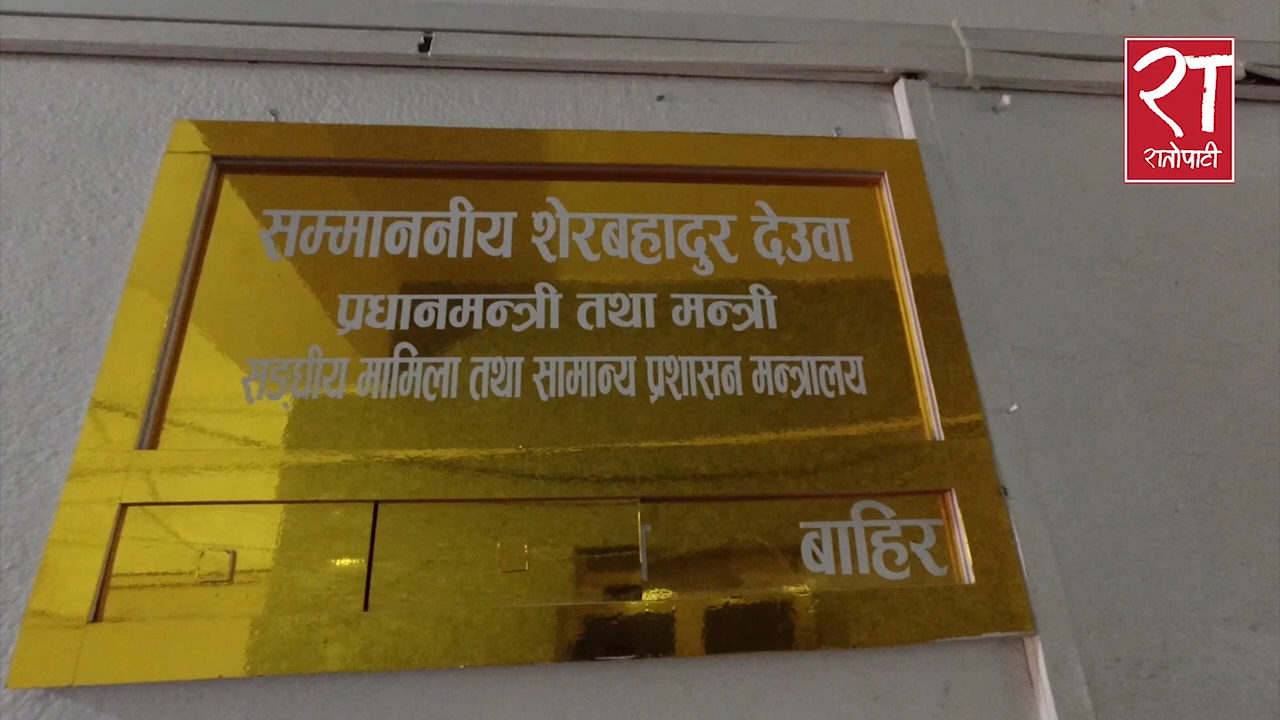 सम्माननीय शेरबहादुर देउवा
प्रधानमन्त्री तथा मन्त्री
सङ्घीय मामिला तथा सामान्य प्रशासन मन्त्रालय
बाहिर
रा
रातोपाटी